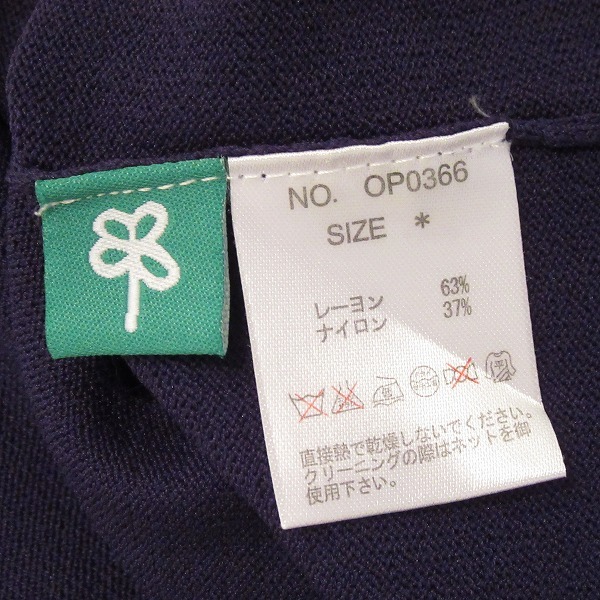 NO. OP0366
SIZE *
レーヨン 63%
ナイロン 37%
直接熱で乾燥しないでください。
クリーニングの際はネットを御
使用下さい。